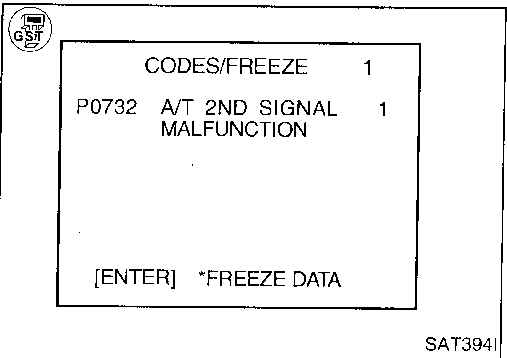 GST
CODES/FREEZE 1
P0732 A/T 2ND SIGNAL 1
MALFUNCTION
[ENTER] *FREEZE DATA
SAT394I